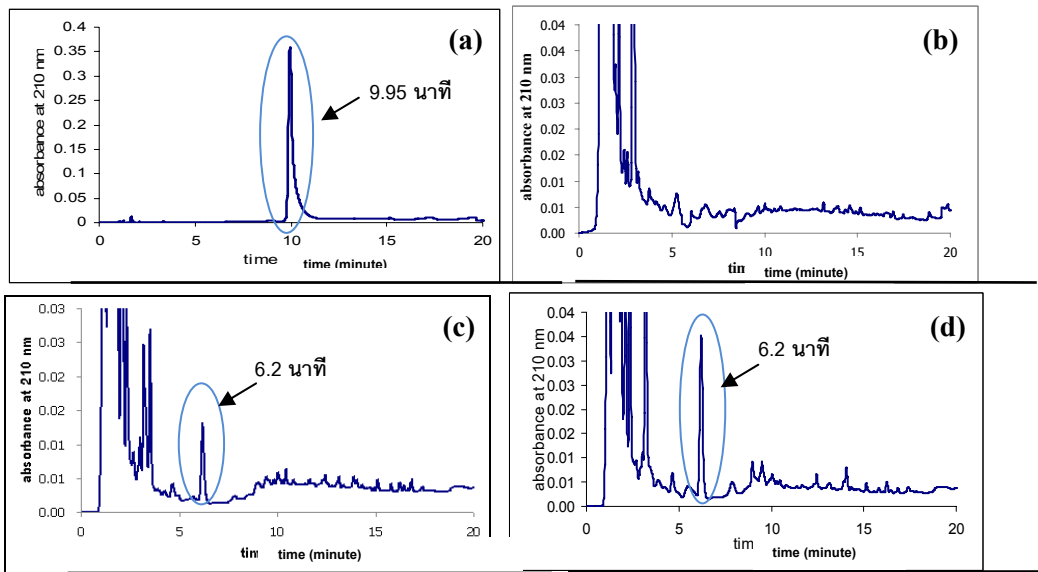 (a)
0.4
0.35
0.3
0.25
0.2
0.15
0.1
0.05
0
absorbance at 210 nm
9.95 นาที
0 5 10 15 20
time time (minute)
(b)
0.04
0.04
0.03
0.03
0.02
0.02
0.01
0.01
0.00
absorbance at 210 nm
0 5 10 15 20
tin time (minute)
(c)
0.03
0.03
0.02
0.02
0.01
0.01
0.00
absorbance at 210 nm
6.2 นาที
0 5 10 15 20
tin time (minute)
(d)
0.04
0.04
0.03
0.03
0.02
0.02
0.01
0.01
0.00
absorbance at 210 nm
6.2 นาที
0 5 10 15 20
tim time (minute)